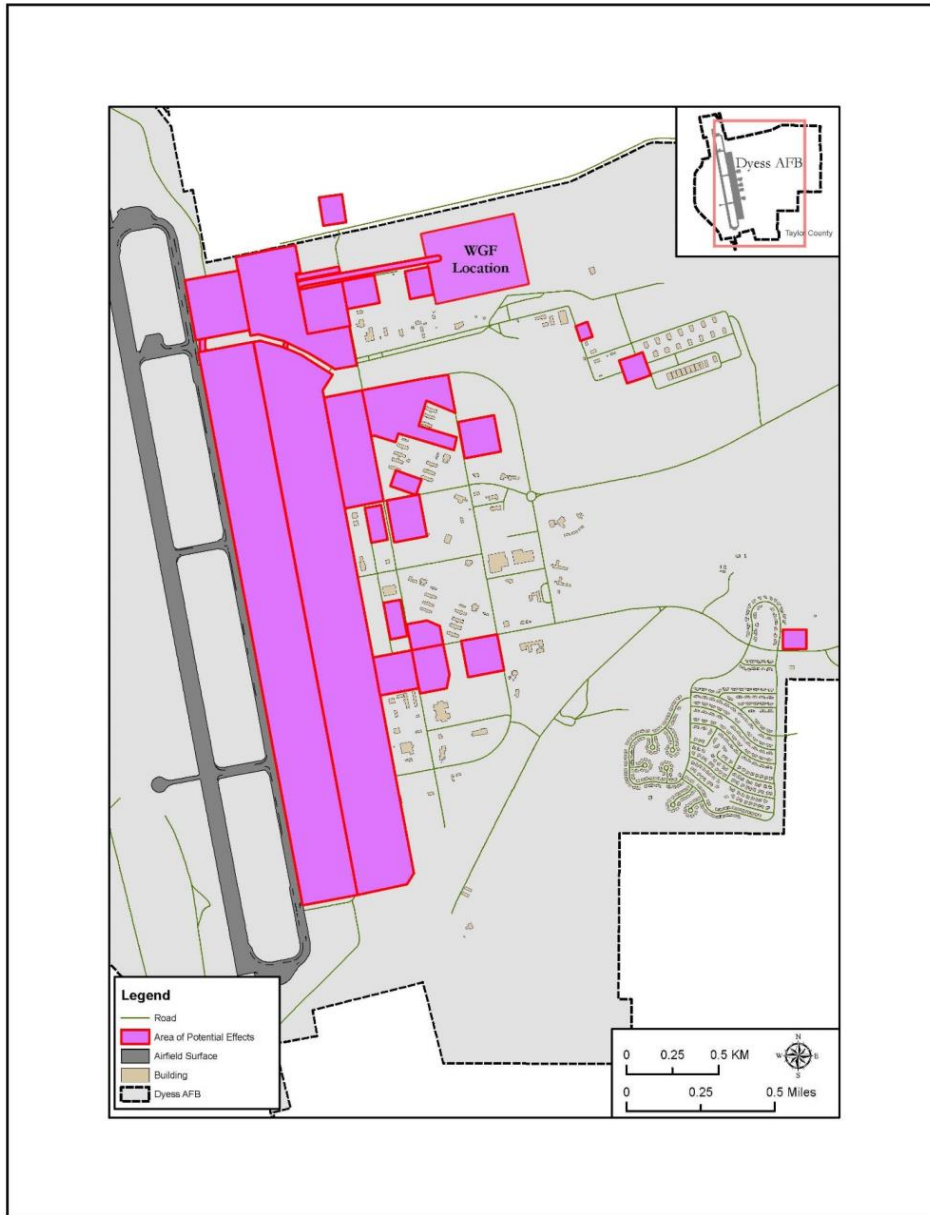 Dyess AFB
Taylor County
WGF
Location
Legend
Road
Area of Potential Effects
Airfield Surface
Building
Dyess AFB
0 0.25 0.5 KM
0 0.25 0.5 Miles
N
W E
S